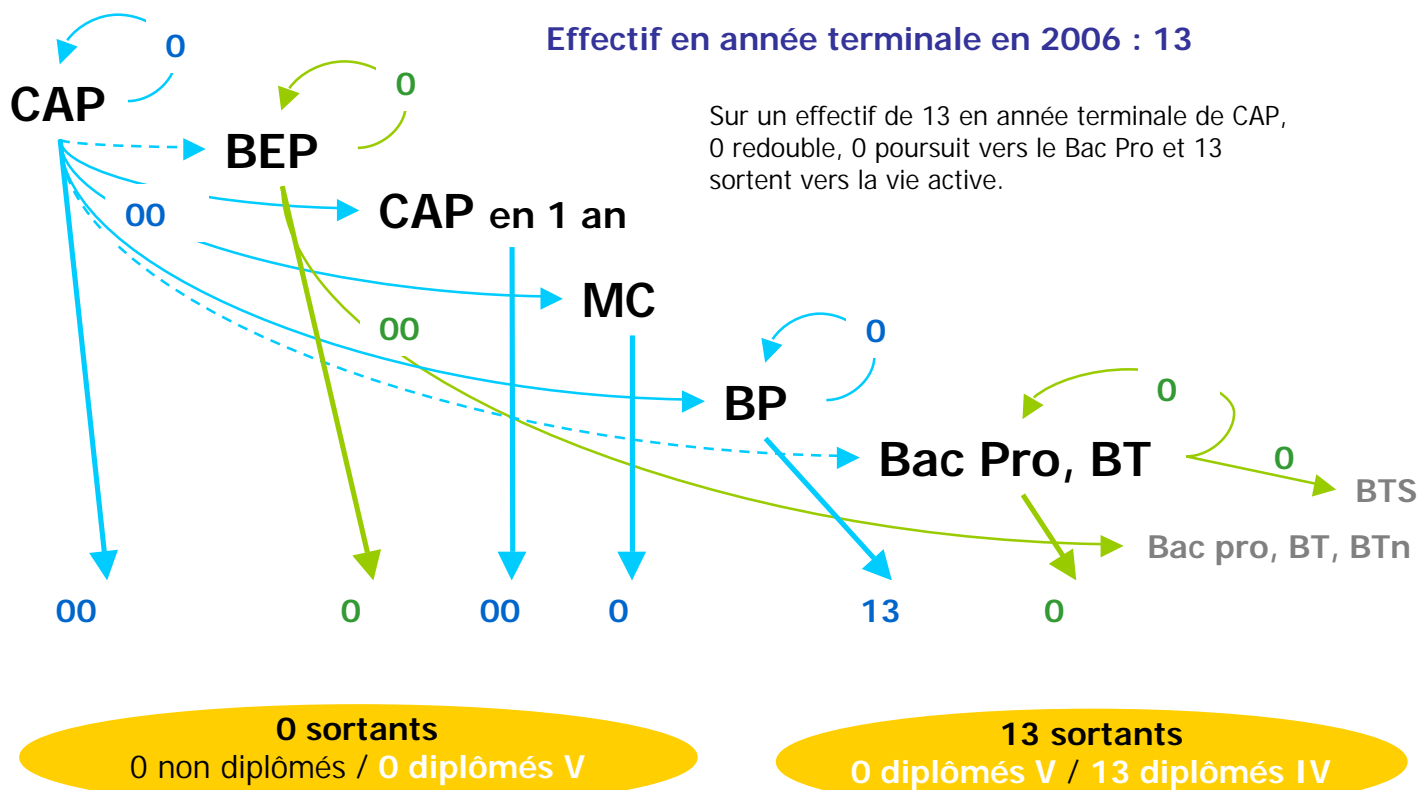 Effectif en année terminale en 2006 : 13
0
0
CAP
Sur un effectif de 13 en année terminale de CAP,
0 redouble, 0 poursuit vers le Bac Pro et 13
sortent vers la vie active.
BEP
00
CAP en 1 an
MC
00
0
BP
0
Bac Pro, BT
0
BTS
Bac pro, BT, BTn
00
0
00
0
13
0
0 sortants
0 non diplômés / 0 diplômés V
13 sortants
0 diplômés V / 13 diplômés IV